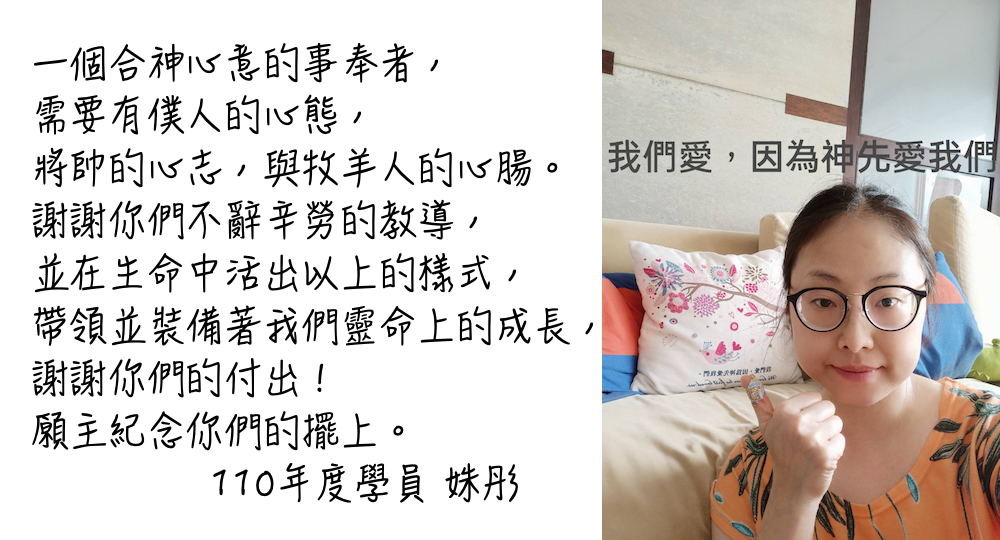 一個合神心意的事奉者，
需要有僕人的心態，
將帥的心志，與牧羊人的心腸。
謝謝你們不辭辛勞的教導，
並在生命中活出以上的樣式，
帶領並裝備著我們靈命上的成長，
謝謝你們的付出！
願主紀念你們的擺上。
110年度學員 姝彤
我們愛，因為神先愛我們